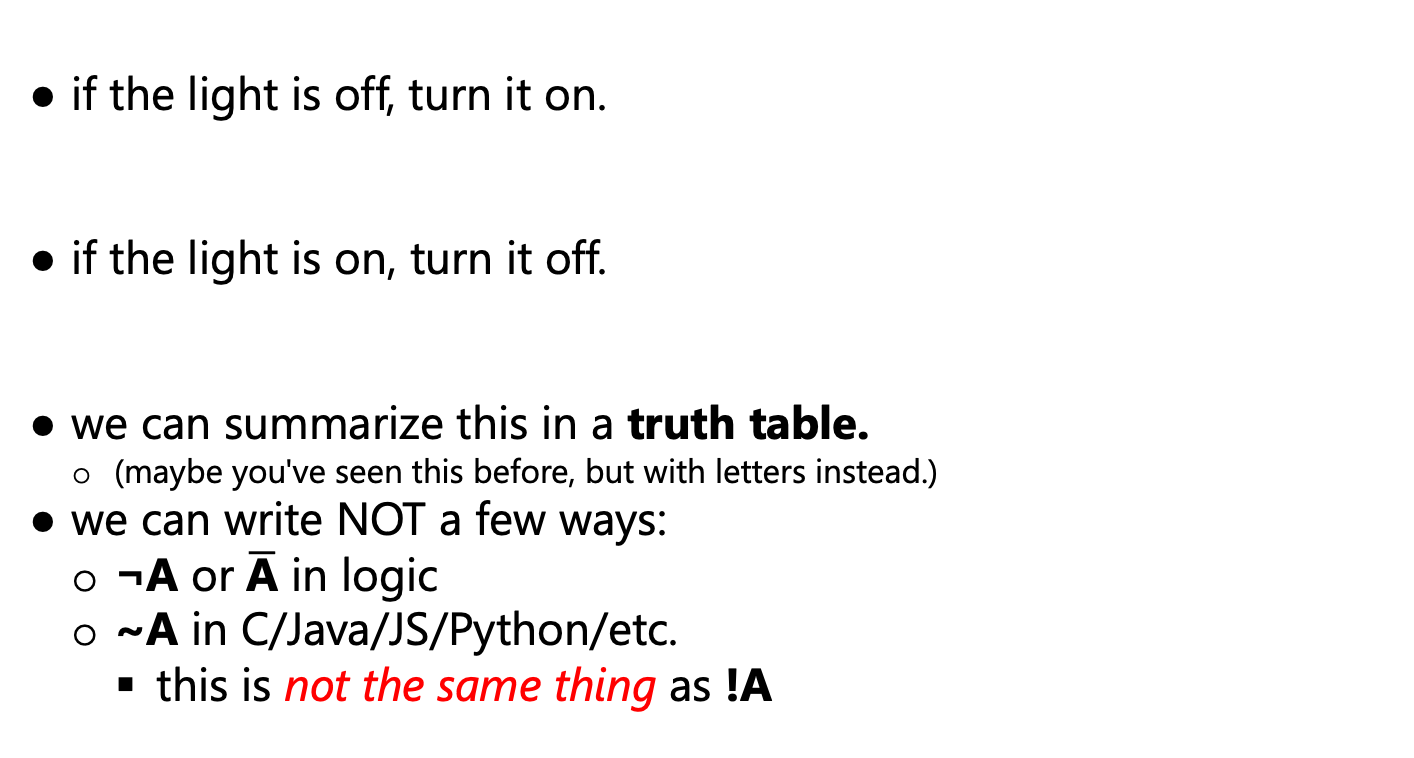 ● if the light is off, turn it on.
● if the light is on, turn it off.
● we can summarize this in a truth table.
○ (maybe you've seen this before, but with letters instead.)
● we can write NOT a few ways:
○ ¬A or A̅ in logic
○ ~A in C/Java/JS/Python/etc.
▪ this is not the same thing as !A